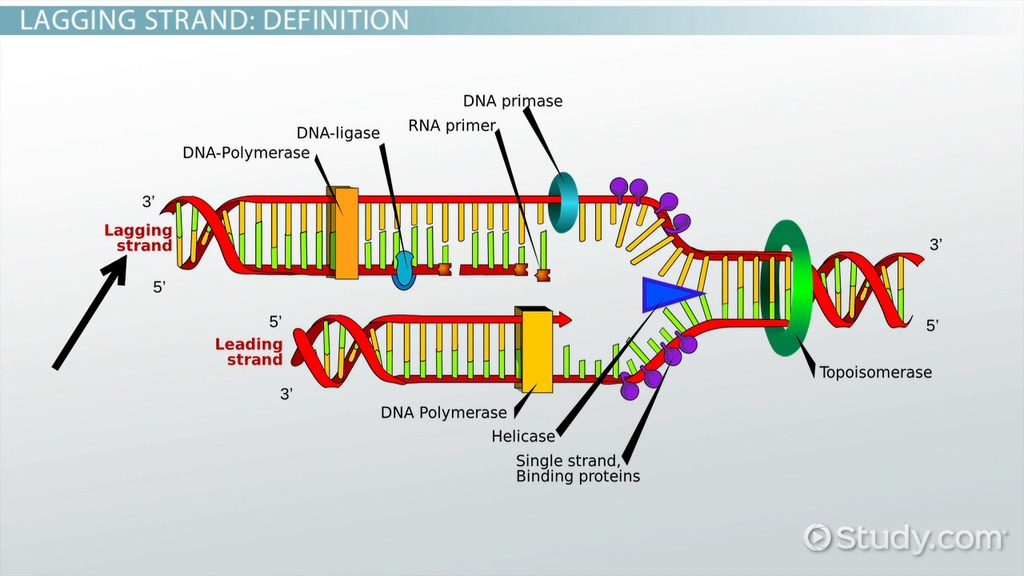 LAGGING STRAND: DEFINITION
DNA primase
RNA primer
DNA-ligase
DNA-Polymerase
3’
Lagging
strand
5’
3’
5’
5’
Leading
strand
3’
Topoisomerase
DNA Polymerase
Helicase
Single strand,
Binding proteins
Study.com